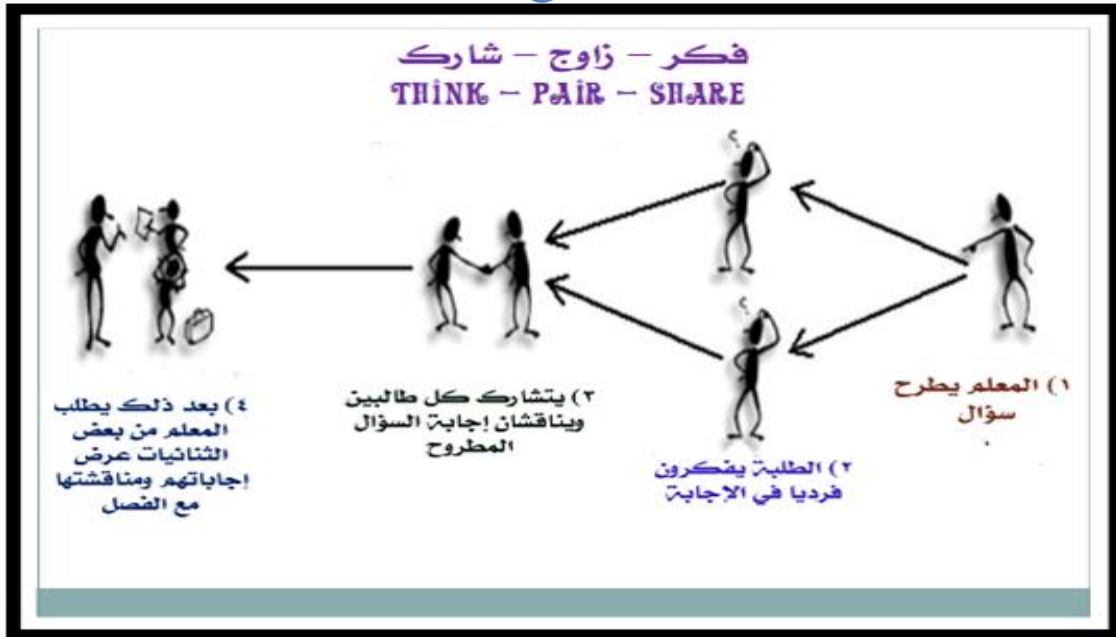 فكر – زاوج – شارك
THINK – PAIR – SHARE
١) المعلم يطرح
سؤال
.
؟
؟
٢) الطلبة يفكرون
فرديا في الإجابة
٣) يتشارك كل طالبين
ويناقشان إجابة السؤال
المطروح
٤) بعد ذلك يطلب
المعلم من بعض
الثنائيات عرض
إجاباتهم ومناقشتها
مع الفصل